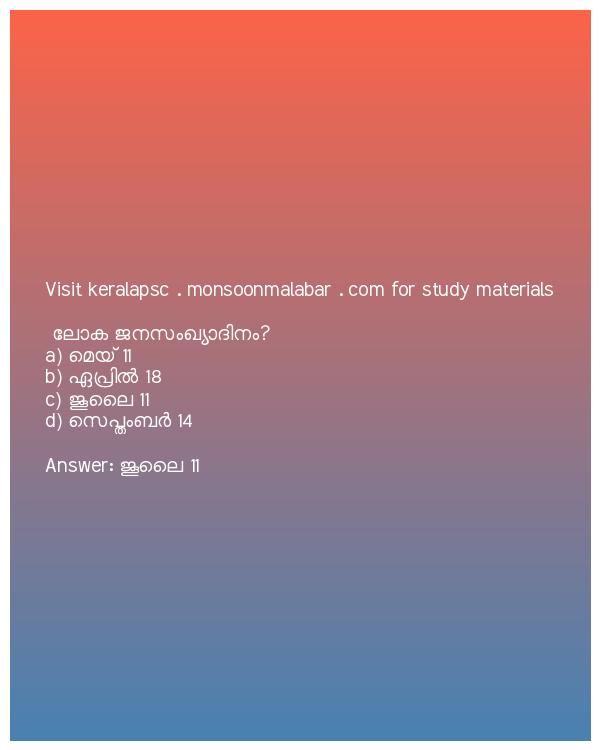 Visit keralapsc . monsoonmalabar . com for study materials
ലോക ജനസംഖ്യാദിനം?
a) മെയ് 11
b) ഏപ്രിൽ 18
c) ജൂലൈ 11
d) സെപ്തംബർ 14
Answer: ജൂലൈ 11